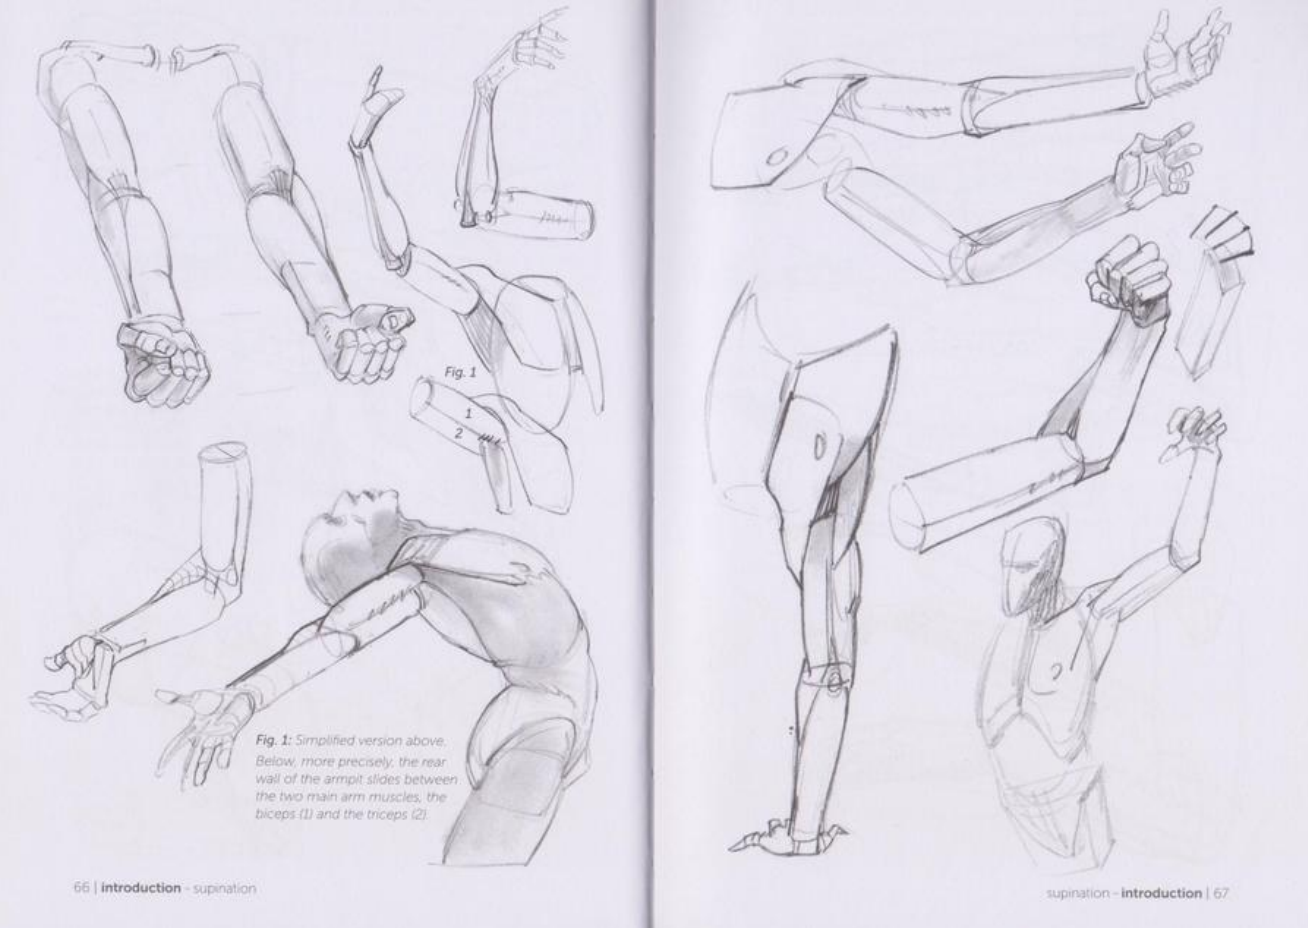 Fig. 1
1
2
Fig. 1: Simplified version above.
Below, more precisely, the rear
wall of the armpit slides between
the two main arm muscles, the
biceps (1) and the triceps (2).
66 | introduction - supination
supination - introduction | 67